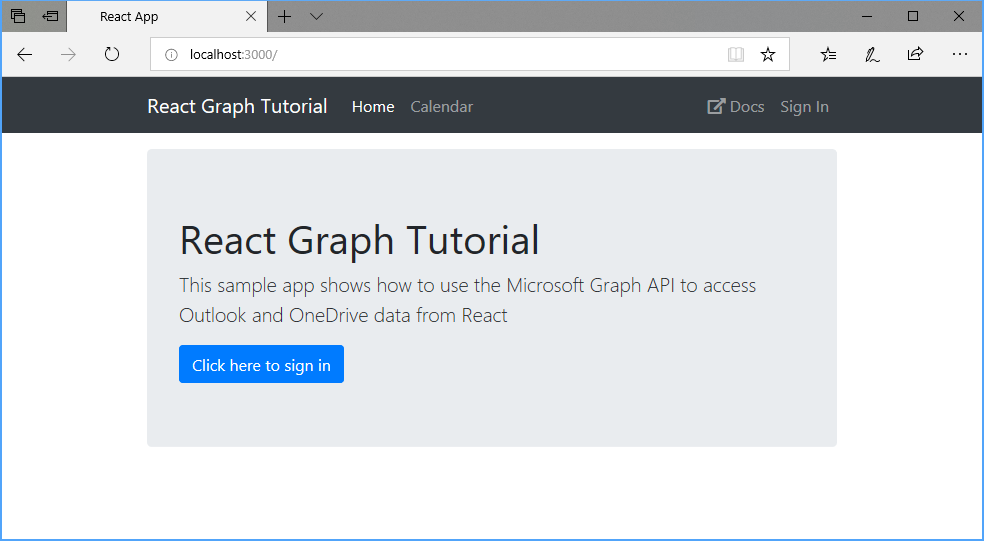 React App
localhost:3000/
React Graph Tutorial Home Calendar Docs Sign In
React Graph Tutorial
This sample app shows how to use the Microsoft Graph API to access
Outlook and OneDrive data from React
Click here to sign in